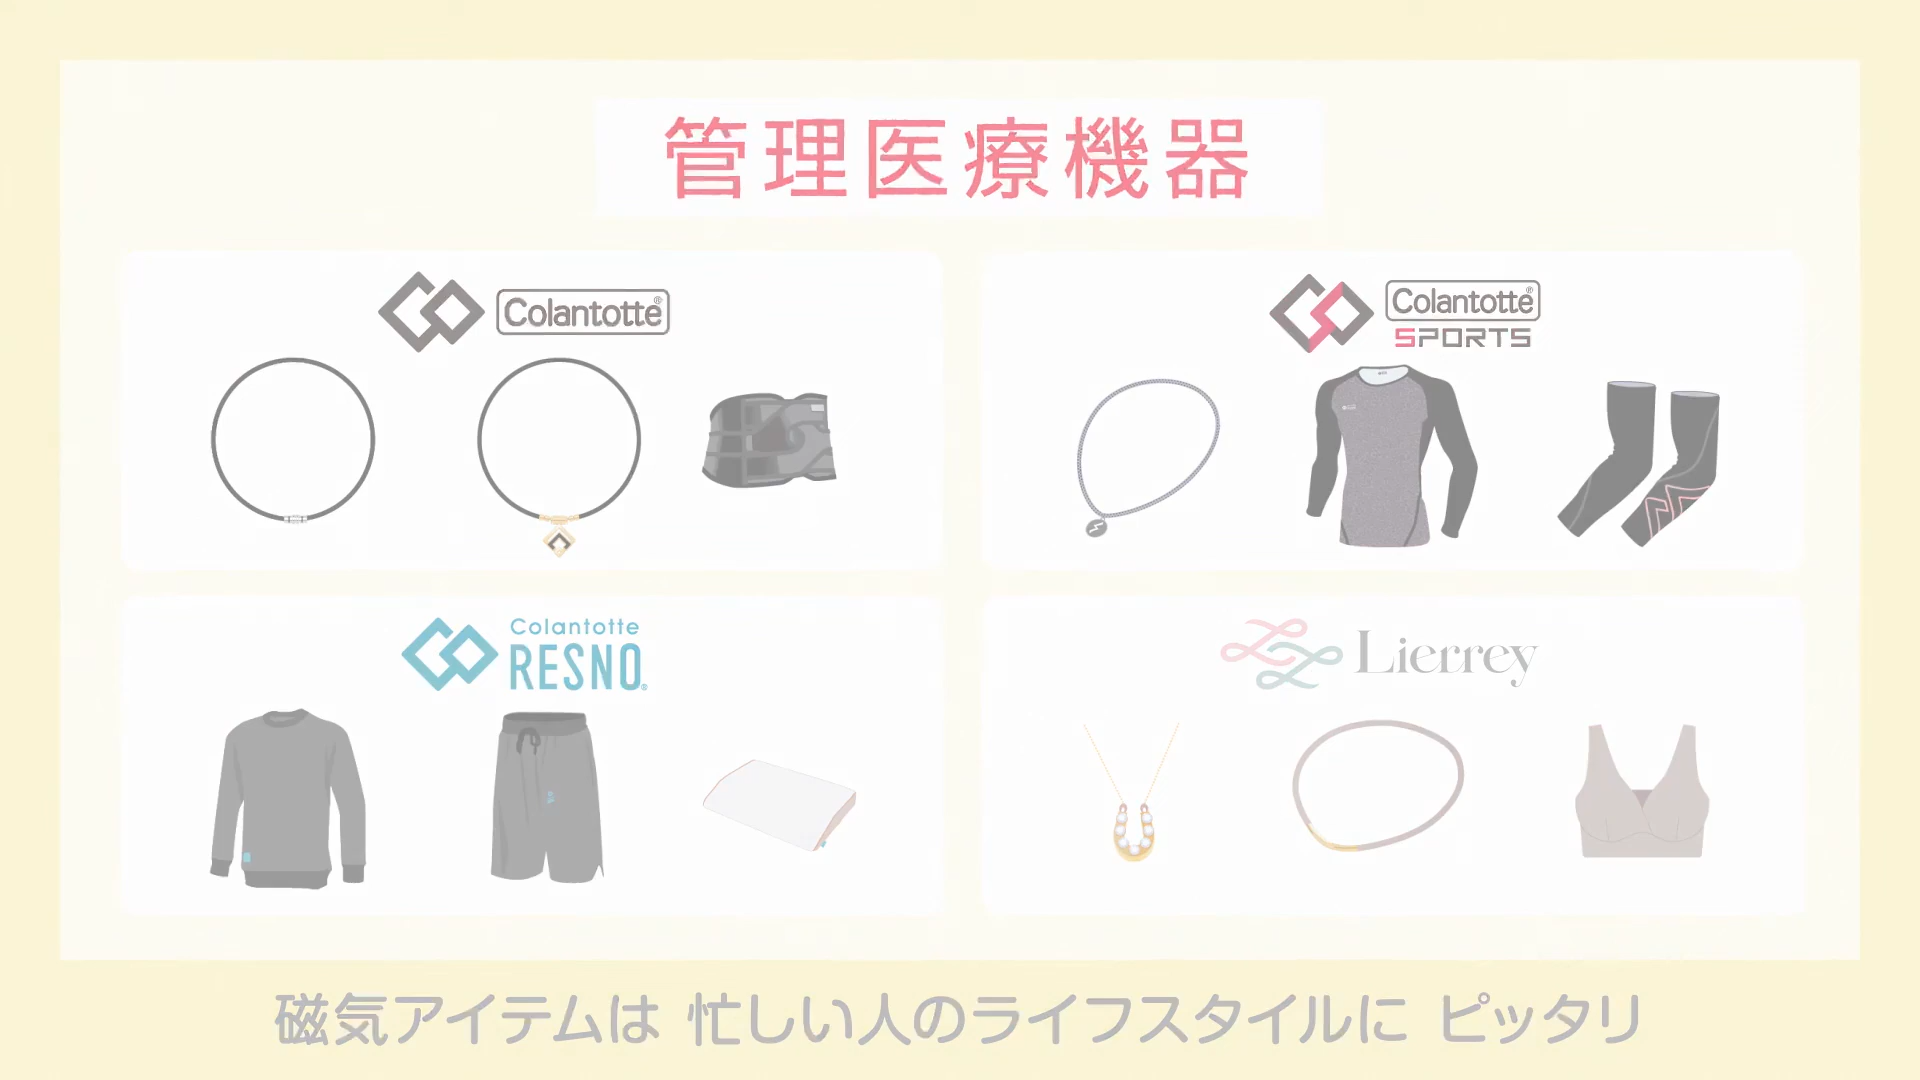 管理医療機器
Colantotte®
Colantotte®
SPORTS
Colantotte
RESNO®
Lierrey
磁気アイテムは 忙しい人のライフスタイルに ピッタリ